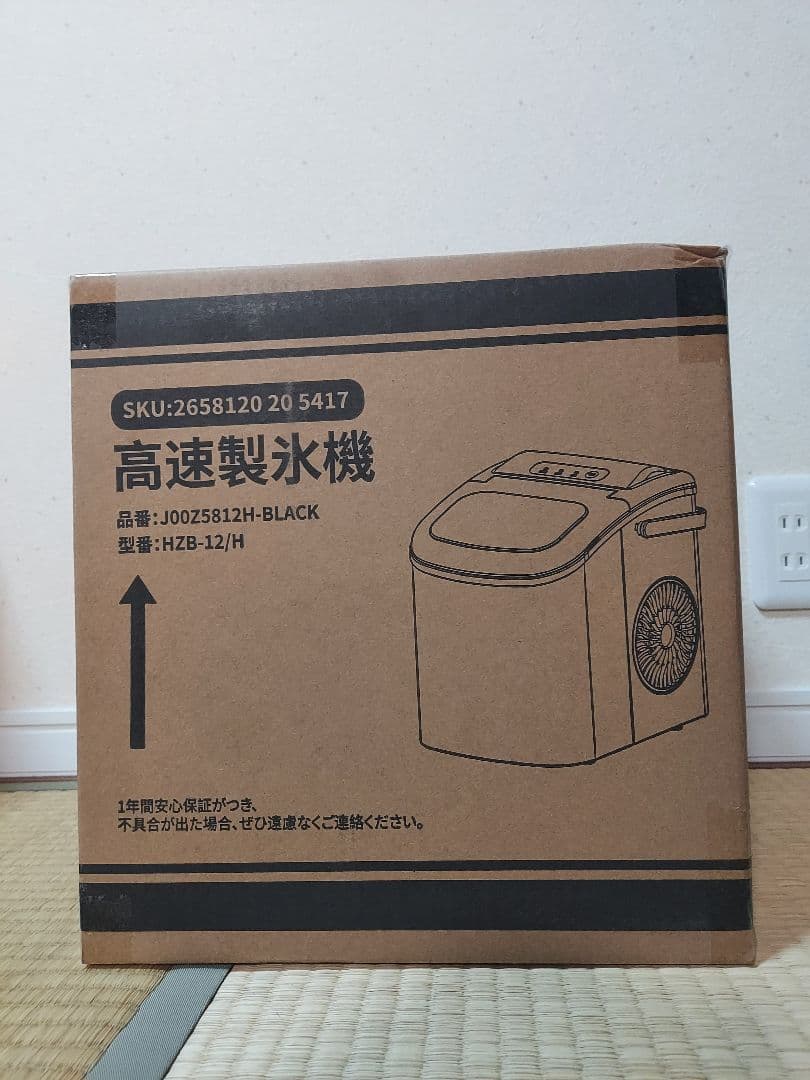 SKU:2658120 20 5417
高速製氷機
品番:J00Z5812H-BLACK
型番:HZB-12/H
1年間安心保証がつき、
不具合が出た場合、ぜひ遠慮なくご連絡ください。